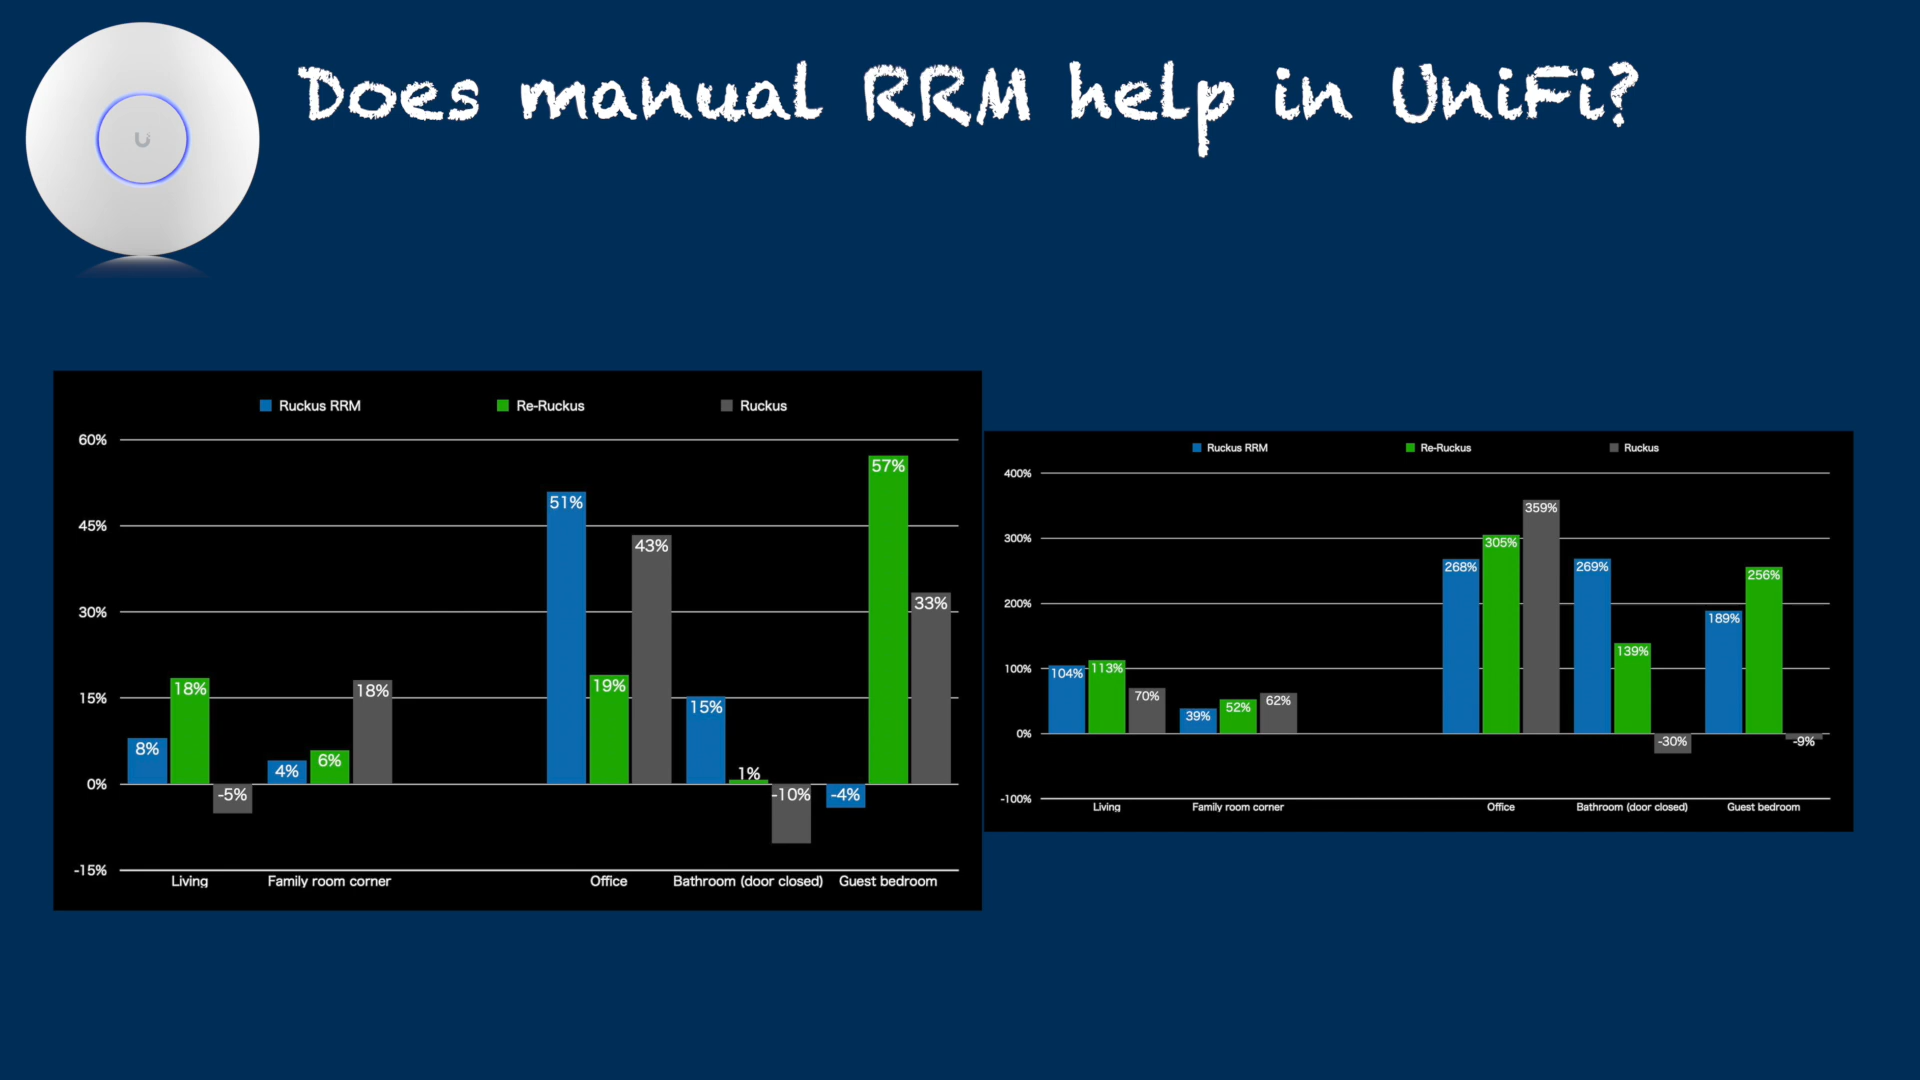 Does manual RRM help in UniFi?
Ruckus RRM
Re-Ruckus
Ruckus
60%
45%
30%
15%
0%
-15%
8%
18%
-5%
4%
6%
18%
51%
19%
43%
15%
1%
-10%
-4%
57%
33%
Living
Family room corner
Office
Bathroom (door closed)
Guest bedroom
Ruckus RRM
Re-Ruckus
Ruckus
400%
300%
200%
100%
0%
-100%
104%
113%
70%
39%
52%
62%
268%
305%
359%
269%
139%
-30%
189%
256%
-9%
Living
Family room corner
Office
Bathroom (door closed)
Guest bedroom